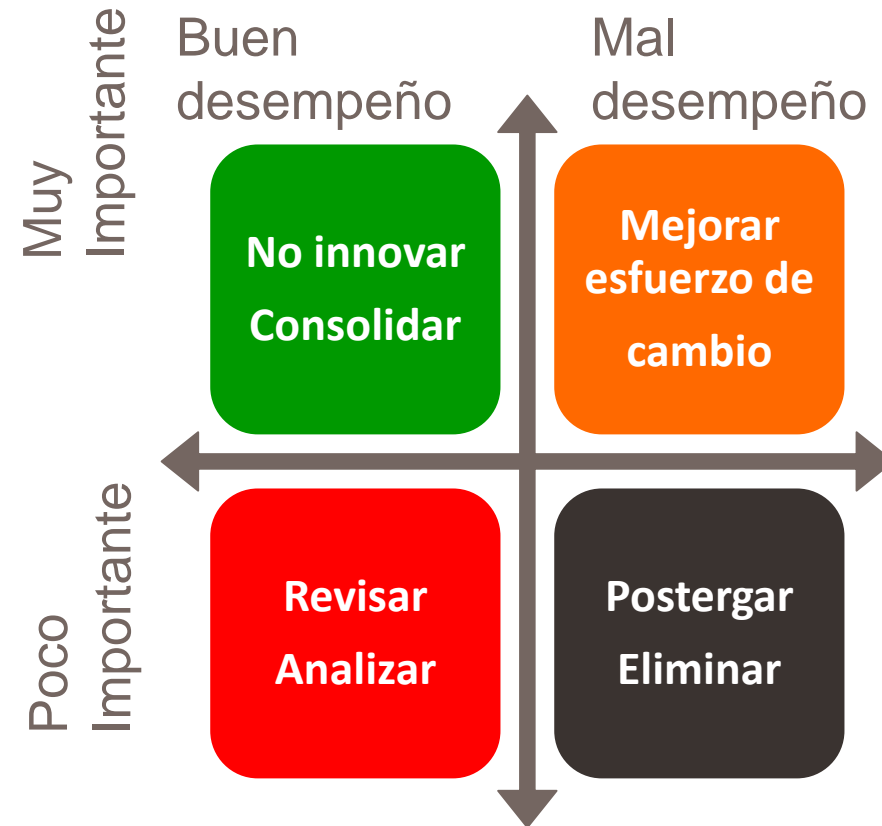 Buen
desempeño
Mal
desempeño
Muy
Importante
No innovar
Consolidar
Mejorar
esfuerzo de
cambio
Poco
Importante
Revisar
Analizar
Postergar
Eliminar